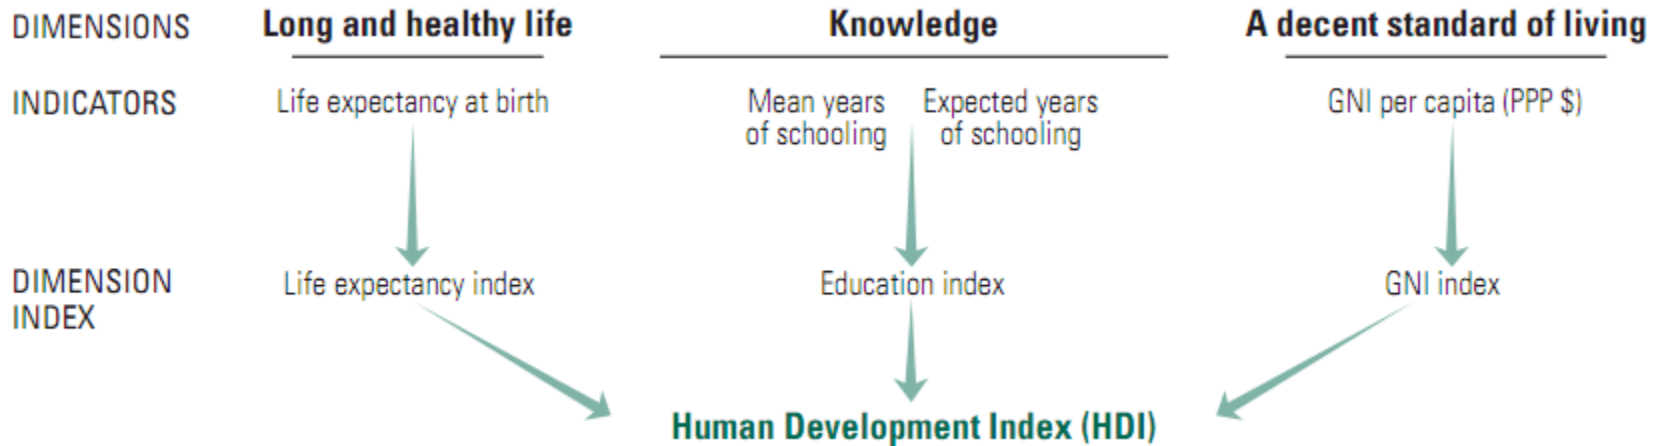 DIMENSIONS Long and healthy life Knowledge A decent standard of living
INDICATORS Life expectancy at birth Mean years Expected years GNI per capita (PPP $)
of schooling of schooling
DIMENSION Life expectancy index Education index GNI index
INDEX
Human Development Index (HDI)